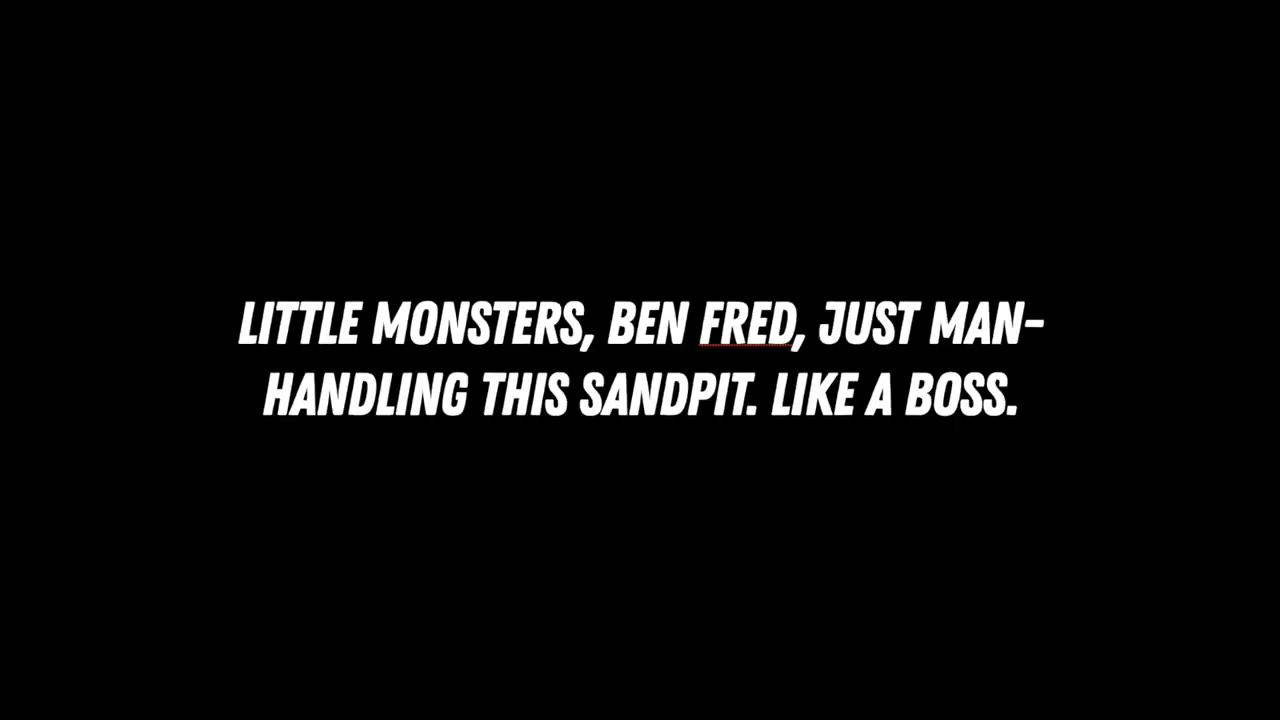 LITTLE MONSTERS, BEN FRED, JUST MAN-
HANDLING THIS SANDPIT. LIKE A BOSS.